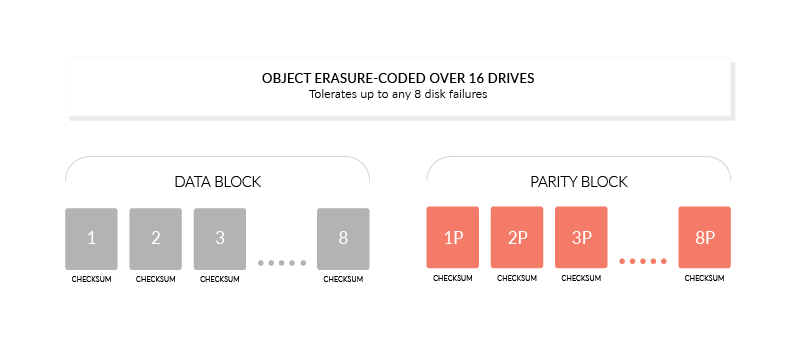 OBJECT ERASURE-CODED OVER 16 DRIVES
Tolerates up to any 8 disk failures
DATA BLOCK
1 2 3 8
CHECKSUM CHECKSUM CHECKSUM CHECKSUM
PARITY BLOCK
1P 2P 3P 8P
CHECKSUM CHECKSUM CHECKSUM CHECKSUM